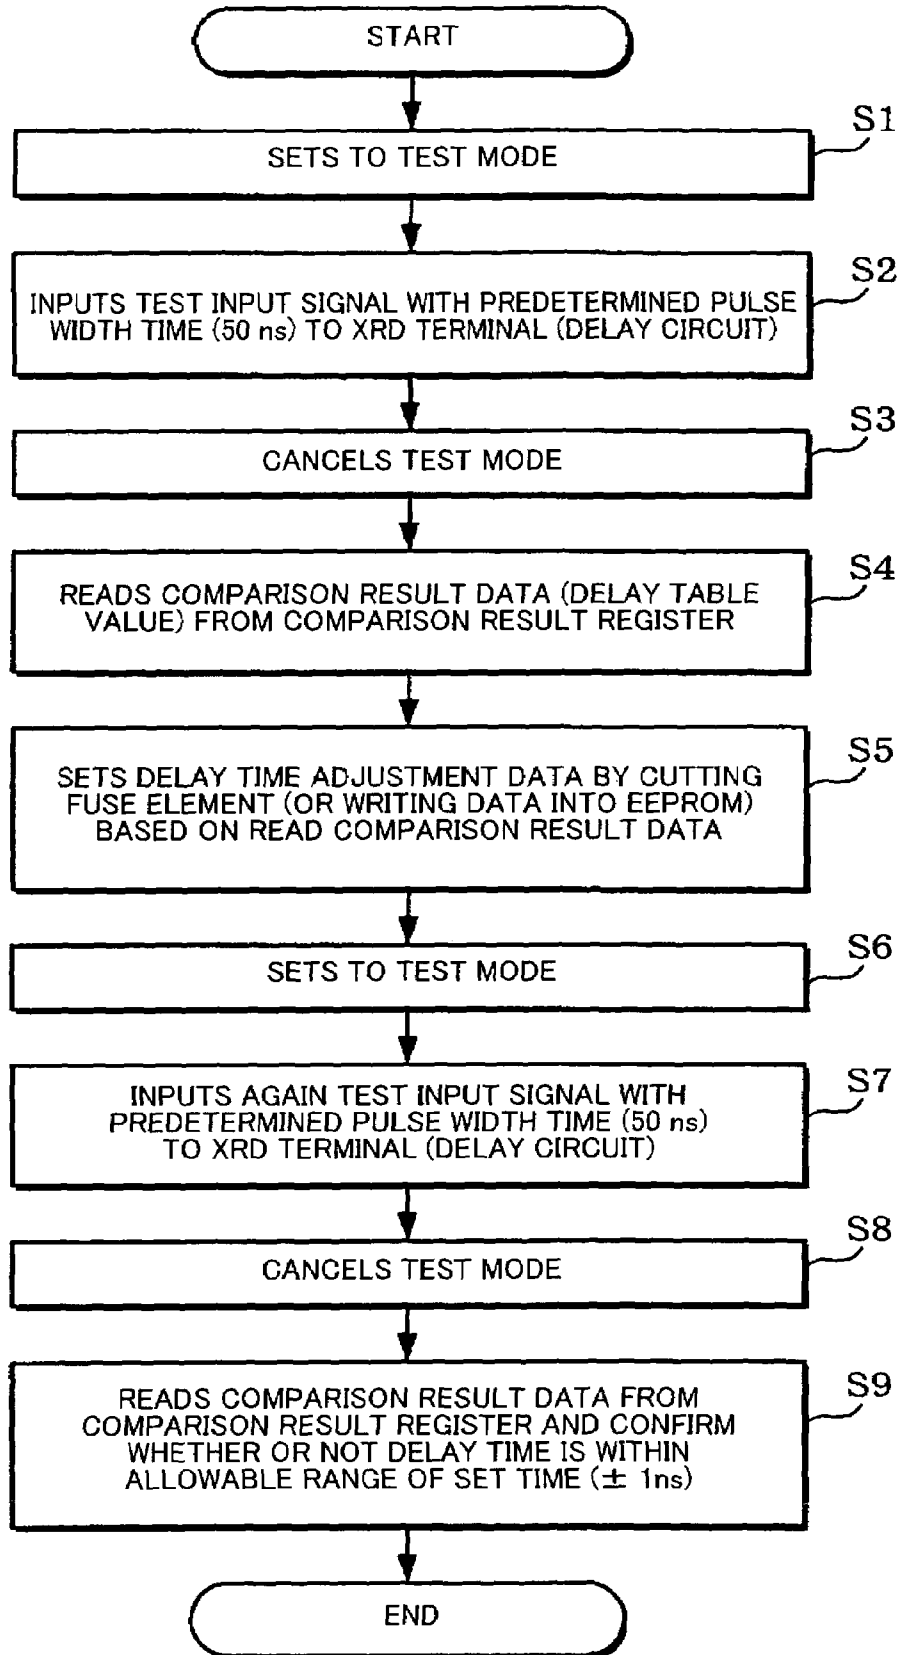 START
S1
SETS TO TEST MODE
S2
INPUTS TEST INPUT SIGNAL WITH PREDETERMINED PULSE
WIDTH TIME (50 ns) TO XRD TERMINAL (DELAY CIRCUIT)
S3
CANCELS TEST MODE
S4
READS COMPARISON RESULT DATA (DELAY TABLE
VALUE) FROM COMPARISON RESULT REGISTER
S5
SETS DELAY TIME ADJUSTMENT DATA BY CUTTING
FUSE ELEMENT (OR WRITING DATA INTO EEPROM)
BASED ON READ COMPARISON RESULT DATA
S6
SETS TO TEST MODE
S7
INPUTS AGAIN TEST INPUT SIGNAL WITH
PREDETERMINED PULSE WIDTH TIME (50 ns)
TO XRD TERMINAL (DELAY CIRCUIT)
S8
CANCELS TEST MODE
S9
READS COMPARISON RESULT DATA FROM
COMPARISON RESULT REGISTER AND CONFIRM
WHETHER OR NOT DELAY TIME IS WITHIN
ALLOWABLE RANGE OF SET TIME (± 1ns)
END